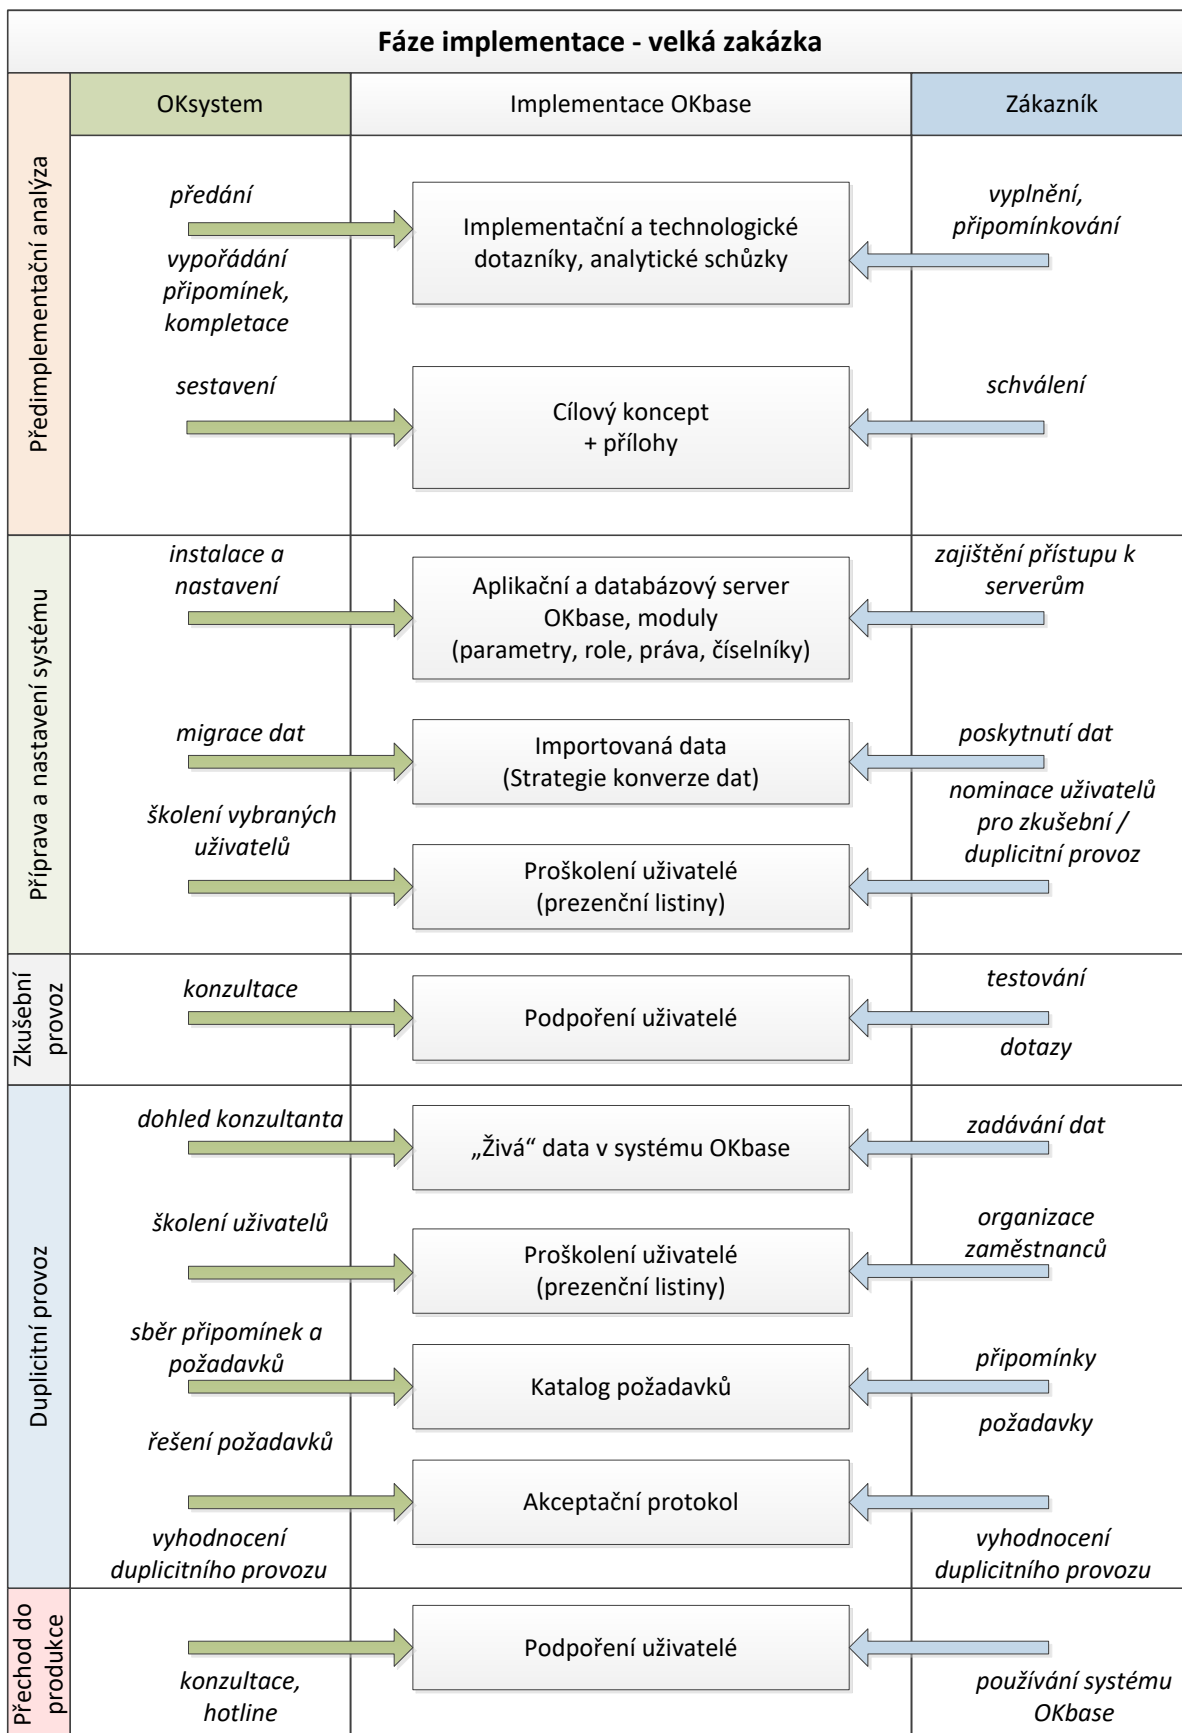 Fáze implementace - velká zakázka
OKsystem
Implementace OKbase
Zákazník
Předimplementační analýza
předání
vypořádání
připomínek,
kompletace
Implementační a technologické
dotazníky, analytické schůzky
vyplnění,
připomínkování
sestavení
Cílový koncept
+ přílohy
schválení
Příprava a nastavení systému
instalace a
nastavení
Aplikační a databázový server
OKbase, moduly
(parametry, role, práva, číselníky)
zajištění přístupu k
serverům
migrace dat
Importovaná data
(Strategie konverze dat)
poskytnutí dat
školení vybraných
uživatelů
Proškolení uživatelé
(prezenční listiny)
nominace uživatelů
pro zkušební /
duplicitní provoz
Zkušební
provoz
konzultace
Podpoření uživatelé
testování
dotazy
Duplicitní provoz
dohled konzultanta
„Živá“ data v systému OKbase
zadávání dat
školení uživatelů
Proškolení uživatelé
(prezenční listiny)
organizace
zaměstnanců
sběr připomínek a
požadavků
Katalog požadavků
připomínky
požadavky
řešení požadavků
Akceptační protokol
vyhodnocení
duplicitního provozu
vyhodnocení
duplicitního provozu
Přechod do
produkce
Podpoření uživatelé
konzultace,
hotline
používání systému
OKbase